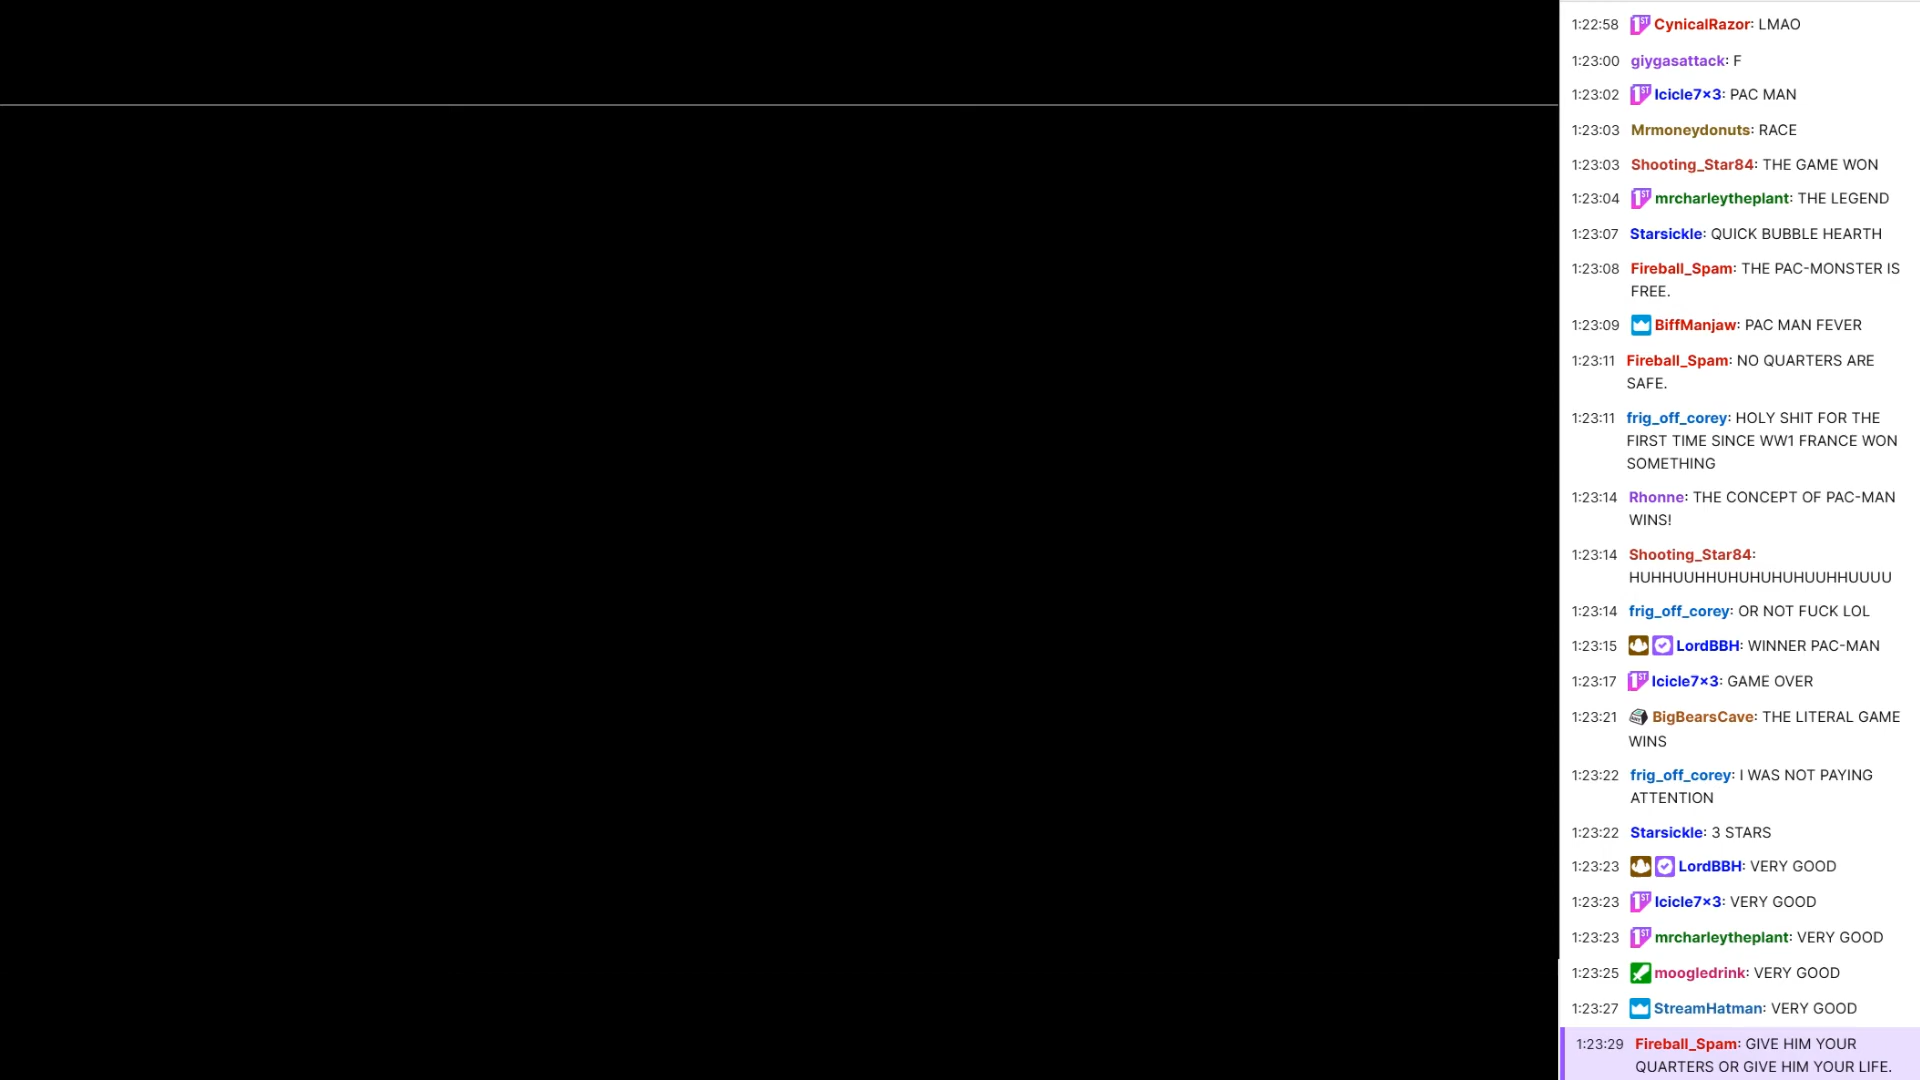 1:22:58 CynicalRazor: LMAO
1:23:00 giygasattack: F
1:23:02 Icicle7x3: PAC MAN
1:23:03 Mrmoneydonuts: RACE
1:23:03 Shooting_Star84: THE GAME WON
1:23:04 mrcharleytheplant: THE LEGEND
1:23:07 Starsickle: QUICK BUBBLE HEARTH
1:23:08 Fireball_Spam: THE PAC-MONSTER IS
FREE.
1:23:09 BiffManjaw: PAC MAN FEVER
1:23:11 Fireball_Spam: NO QUARTERS ARE
SAFE.
1:23:11 frig_off_corey: HOLY SHIT FOR THE
FIRST TIME SINCE WW1 FRANCE WON
SOMETHING
1:23:14 Rhonne: THE CONCEPT OF PAC-MAN
WINS!
1:23:14 Shooting_Star84:
HUHHUUHHUHUHUHUHUUHHUUUU
1:23:14 frig_off_corey: OR NOT FUCK LOL
1:23:15 LordBBH: WINNER PAC-MAN
1:23:17 Icicle7x3: GAME OVER
1:23:21 BigBearsCave: THE LITERAL GAME
WINS
1:23:22 frig_off_corey: I WAS NOT PAYING
ATTENTION
1:23:22 Starsickle: 3 STARS
1:23:23 LordBBH: VERY GOOD
1:23:23 Icicle7x3: VERY GOOD
1:23:23 mrcharleytheplant: VERY GOOD
1:23:25 moogledrink: VERY GOOD
1:23:27 StreamHatman: VERY GOOD
1:23:29 Fireball_Spam: GIVE HIM YOUR
QUARTERS OR GIVE HIM YOUR LIFE.